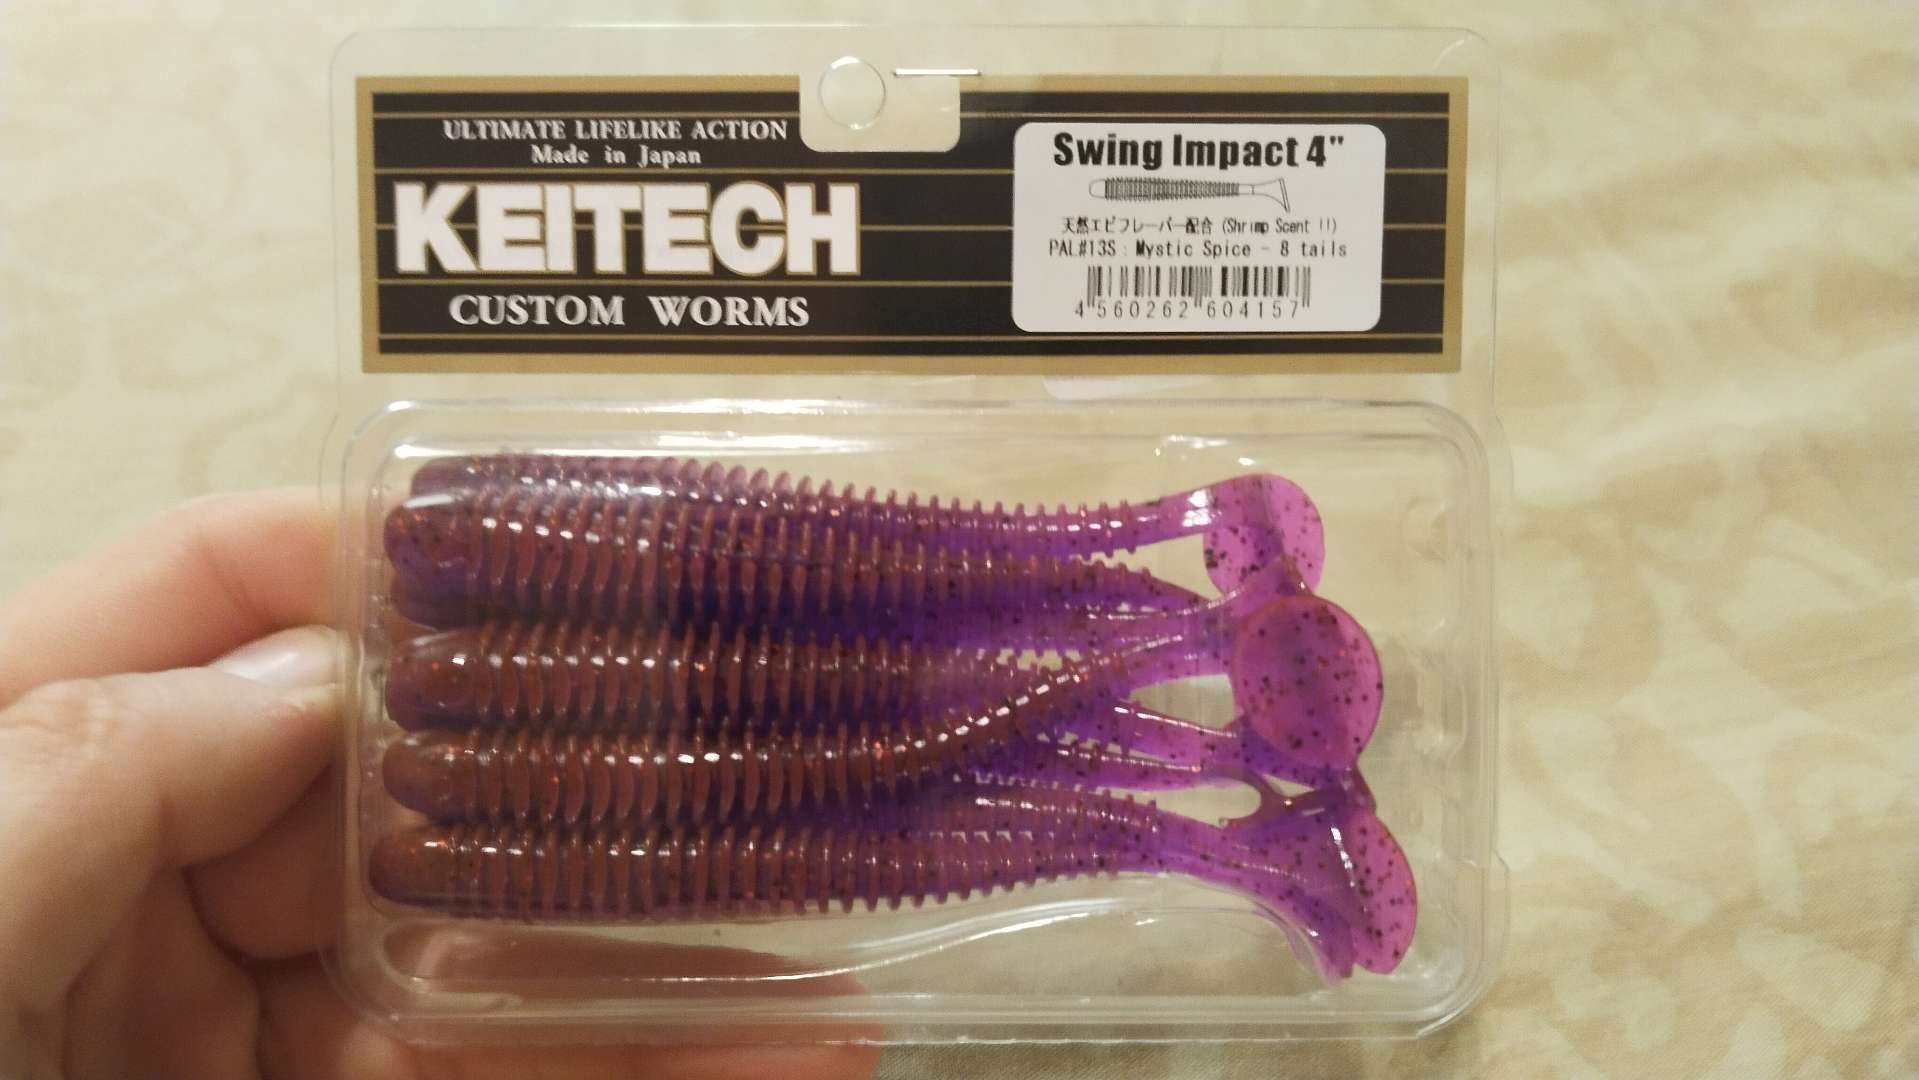 ULTIMATE LIFELIKE ACTION
Made in Japan
KEITECH
CUSTOM WORMS
Swing Impact 4"
天然エビフレーバー配合 (Shrimp Scent !!)
PAL#13S : Mystic Spice - 8 tails
4 560262 604157